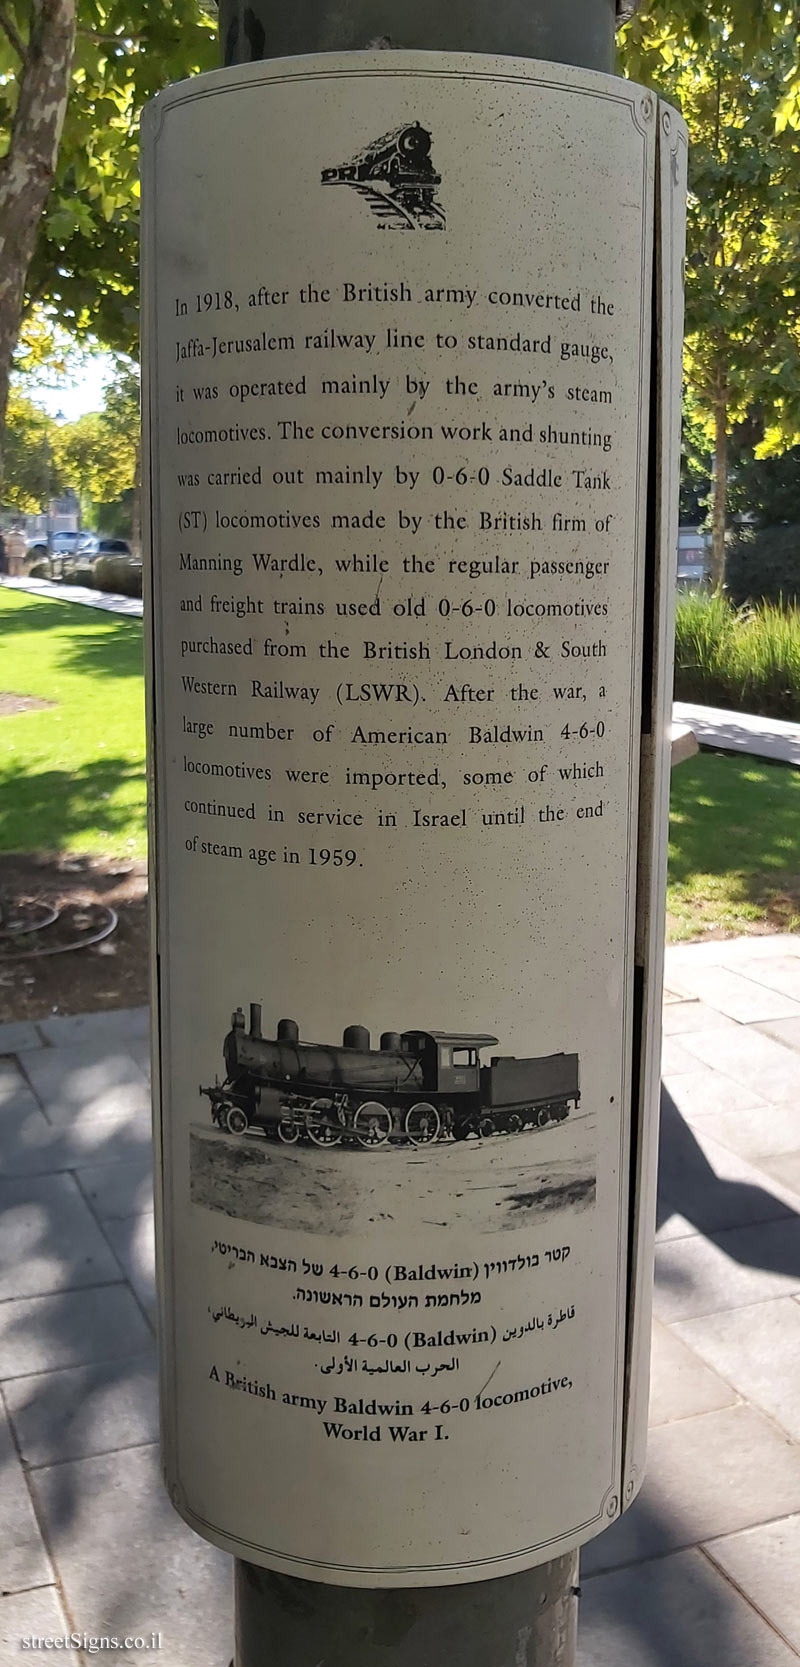 PR
In 1918, after the British army converted the
Jaffa-Jerusalem railway line to standard gauge,
it was operated mainly by the army's steam
locomotives. The conversion work and shunting
was carried out mainly by 0-6-0 Saddle Tank
(ST) locomotives made by the British firm of
Manning Wardle, while the regular passenger
and freight trains used old 0-6-0 locomotives
purchased from the British London & South
Western Railway (LSWR). After the war, a
large number of American Baldwin 4-6-0
locomotives were imported, some of which
continued in service in Israel until the end
of steam age in 1959.
קטר בולדווין (Baldwin) 4-6-0 של הצבא הבריטי,
מלחמת העולם הראשונה.
قاطرة بالدوين (Baldwin) 4-6-0 التابعة للجيش البريطاني،
الحرب العالمية الأولى.
A British army Baldwin 4-6-0 locomotive,
World War I.
streetSigns.co.il